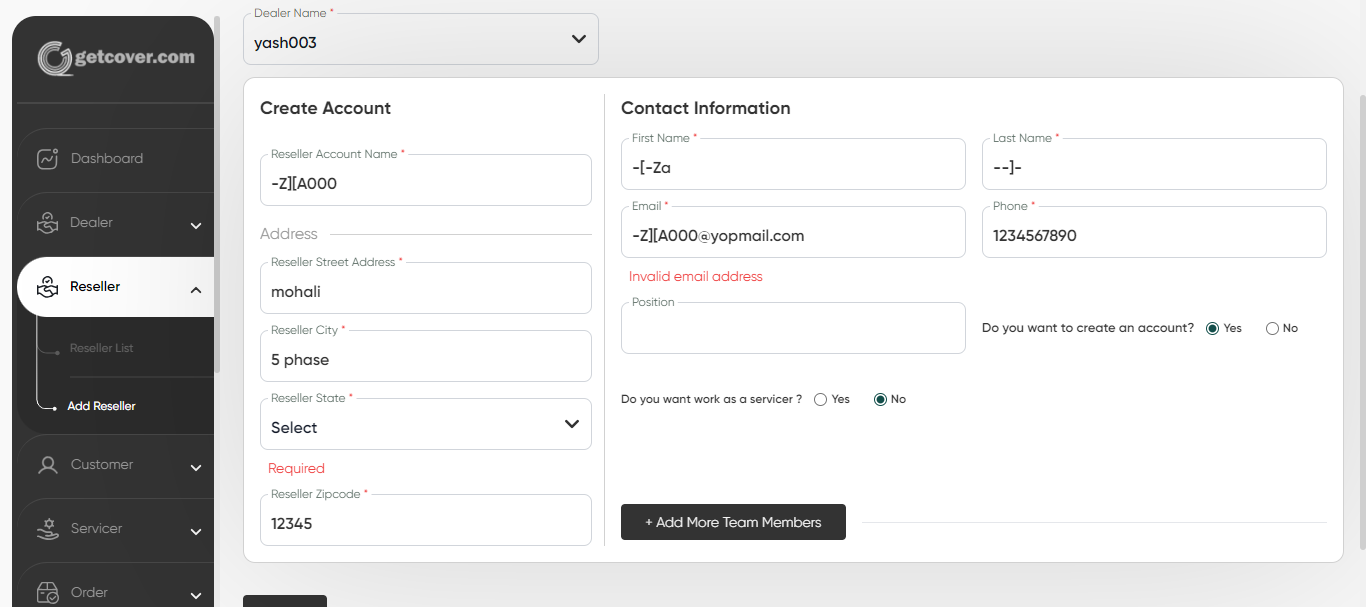 getcover.com
Dashboard
Dealer
Reseller
Reseller List
Add Reseller
Customer
Servicer
Order
Dealer Name *
yash003
Create Account
Reseller Account Name *
-Z][A000
Address
Reseller Street Address *
mohali
Reseller City *
5 phase
Reseller State *
Select
Required
Reseller Zipcode *
12345
Contact Information
First Name *
-[-Za
Last Name *
--]-
Email *
-Z][A000@yopmail.com
Invalid email address
Phone *
1234567890
Position
Do you want to create an account? Yes No
Do you want work as a servicer ? Yes No
+ Add More Team Members